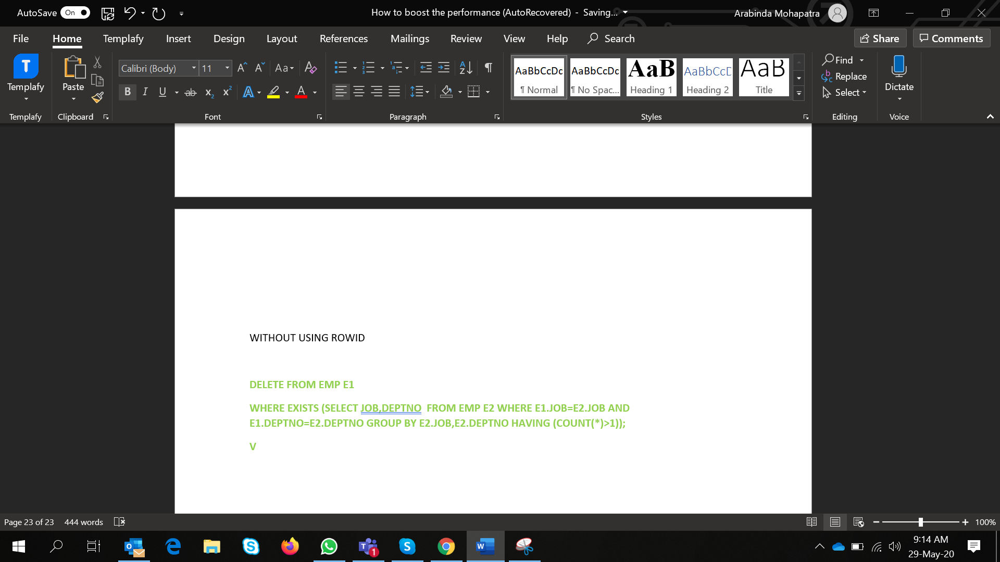 AutoSave On How to boost the performance (AutoRecovered) - Saving... Arabinda Mohapatra
File Home Templafy Insert Design Layout References Mailings Review View Help Search Share Comments
Templafy
Paste
Calibri (Body) 11
AaBbCcDc AaBbCcDc AaB AaBbCcD AaB
¶ Normal ¶ No Spac... Heading 1 Heading 2 Title
Find
Replace
Select
Dictate
Templafy Clipboard Font Paragraph Styles Editing Voice
WITHOUT USING ROWID
DELETE FROM EMP E1
WHERE EXISTS (SELECT JOB,DEPTNO FROM EMP E2 WHERE E1.JOB=E2.JOB AND
E1.DEPTNO=E2.DEPTNO GROUP BY E2.JOB,E2.DEPTNO HAVING (COUNT(*)>1));
V
Page 23 of 23 444 words 100%
9:14 AM
29-May-20